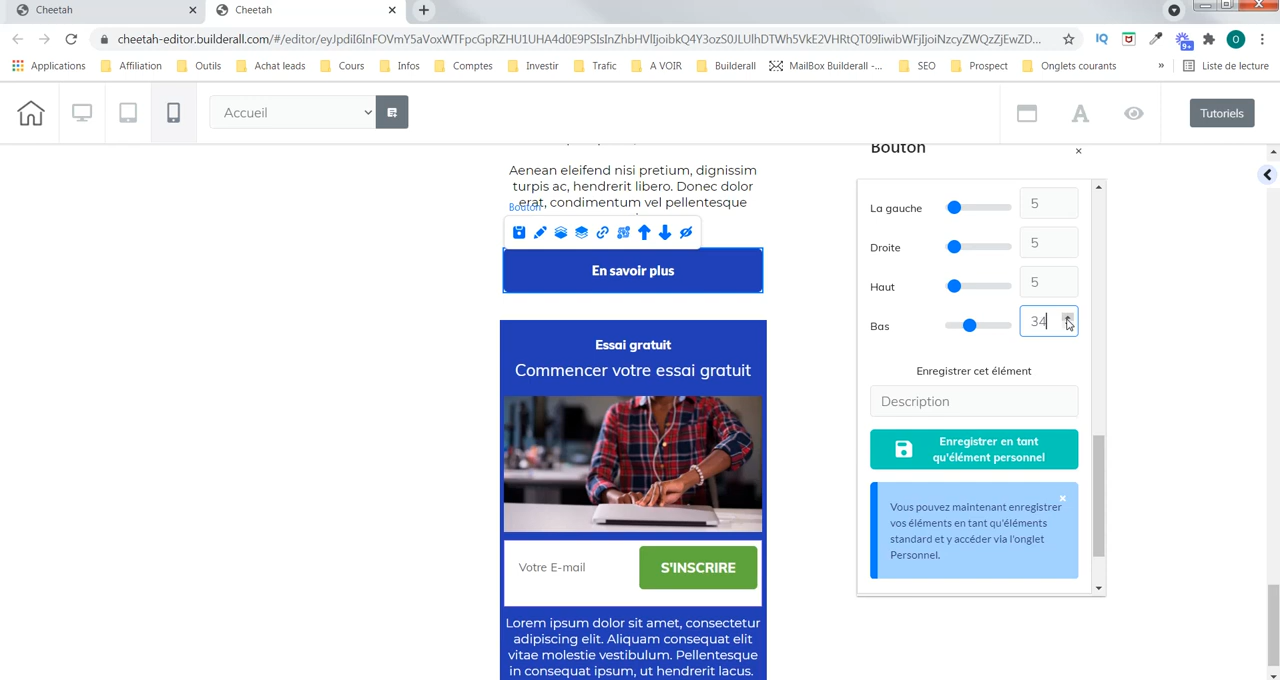 Cheetah
Cheetah
cheetah-editor.builderall.com/#/editor/
O
Applications
Affiliation
Outils
Achat leads
Cours
Infos
Comptes
Investir
Trafic
A VOIR
Builderall
MailBox Builderall -...
SEO
Prospect
Onglets courants
»
Liste de lecture
Accueil
A
Tutoriels
Bouton
Aenean eleifend nisi pretium, dignissim
turpis ac, hendrerit libero. Donec dolor
erat, condimentum vel pellentesque
Bouton
En savoir plus
Essai gratuit
Commencer votre essai gratuit
Votre E-mail
S'INSCRIRE
Lorem ipsum dolor sit amet, consectetur
adipiscing elit. Aliquam consequat elit
vitae molestie vestibulum. Pellentesque
in consequat ipsum, ut hendrerit lacus.
La gauche 5
Droite 5
Haut 5
Bas 34
Enregistrer cet élément
Description
Enregistrer en tant
qu'élément personnel
Vous pouvez maintenant enregistrer
vos éléments en tant qu'éléments
standard et y accéder via l'onglet
Personnel.